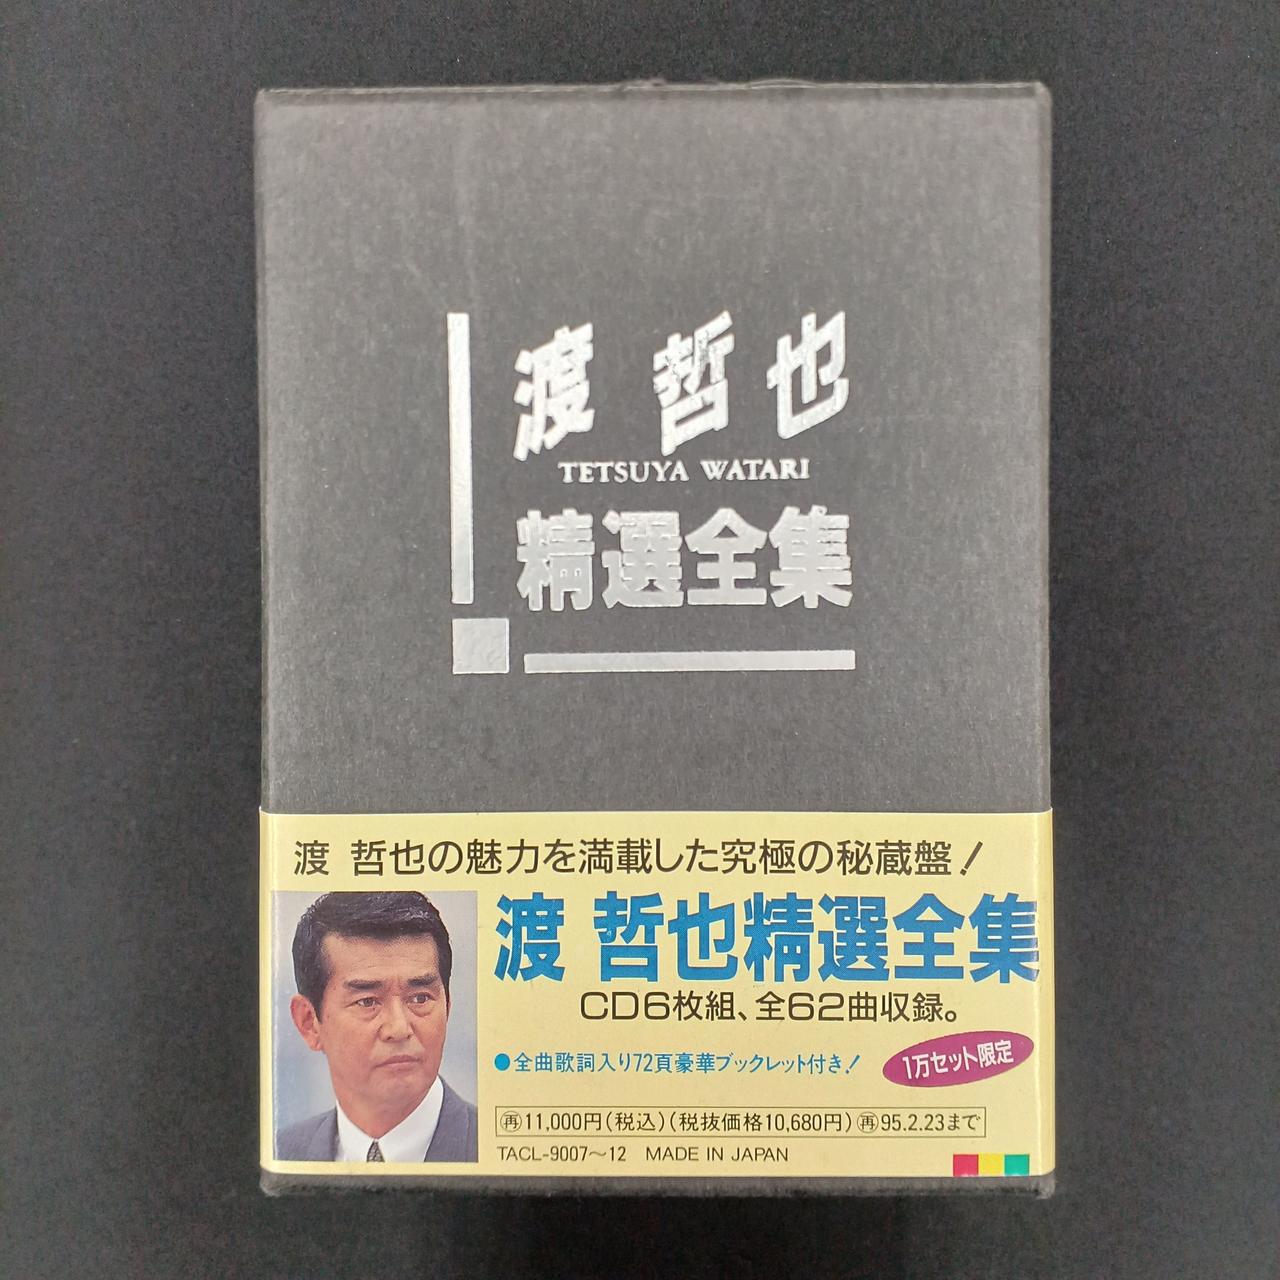 渡 哲也
TETSUYA WATARI
精選全集
渡 哲也の魅力を満載した究極の秘蔵盤!
渡 哲也精選全集
CD6枚組、全62曲収録。
●全曲歌詞入り72頁豪華ブックレット付き!
1万セット限定
再11,000円(税込)(税抜価格10,680円)再95.2.23まで
TACL-9007〜12 MADE IN JAPAN